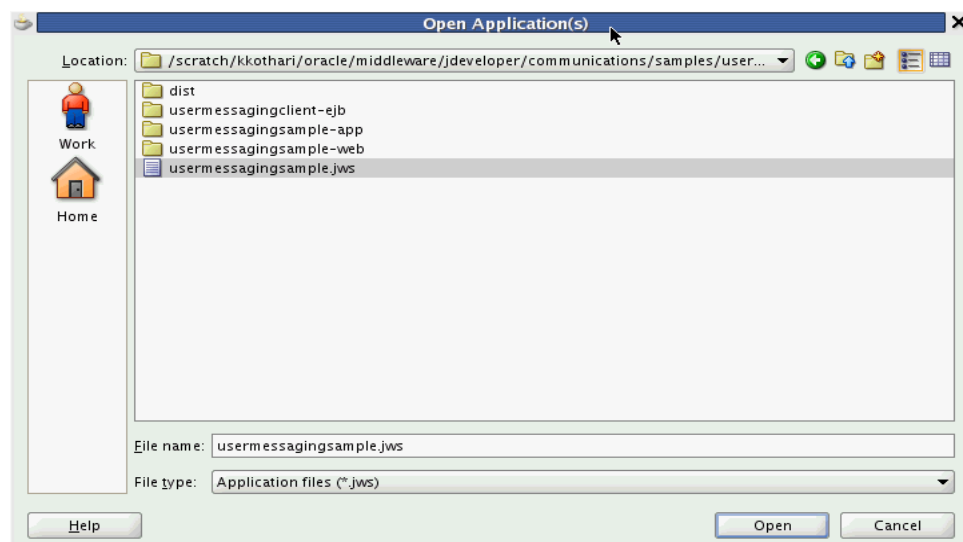 Open Application(s)
Location: /scratch/kkothari/oracle/middleware/jdeveloper/communications/samples/user...
Work
Home
dist
usermessagingclient-ejb
usermessagingsample-app
usermessagingsample-web
usermessagingsample.jws
File name: usermessagingsample.jws
File type: Application files (*.jws)
Help Open Cancel